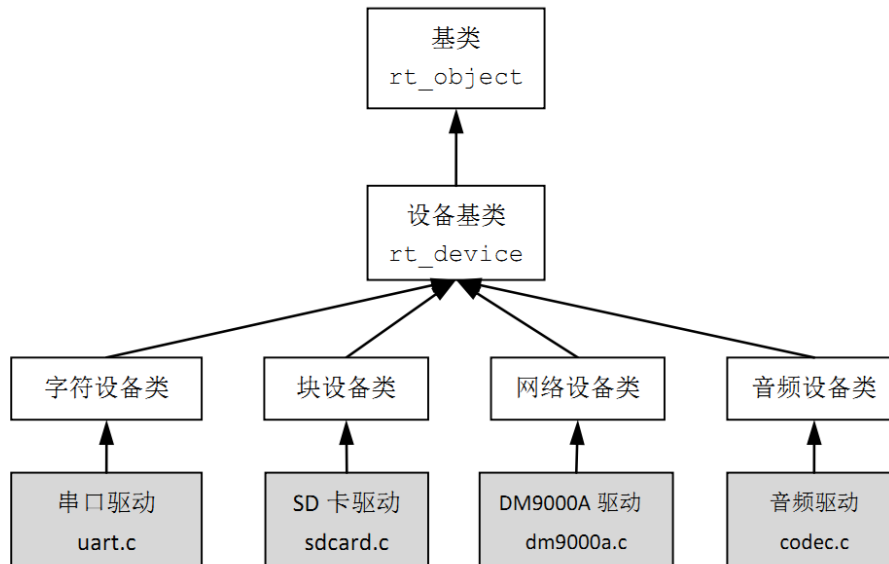 基类
rt_object
设备基类
rt_device
字符设备类
块设备类
网络设备类
音频设备类
串口驱动
uart.c
SD 卡驱动
sdcard.c
DM9000A 驱动
dm9000a.c
音频驱动
codec.c